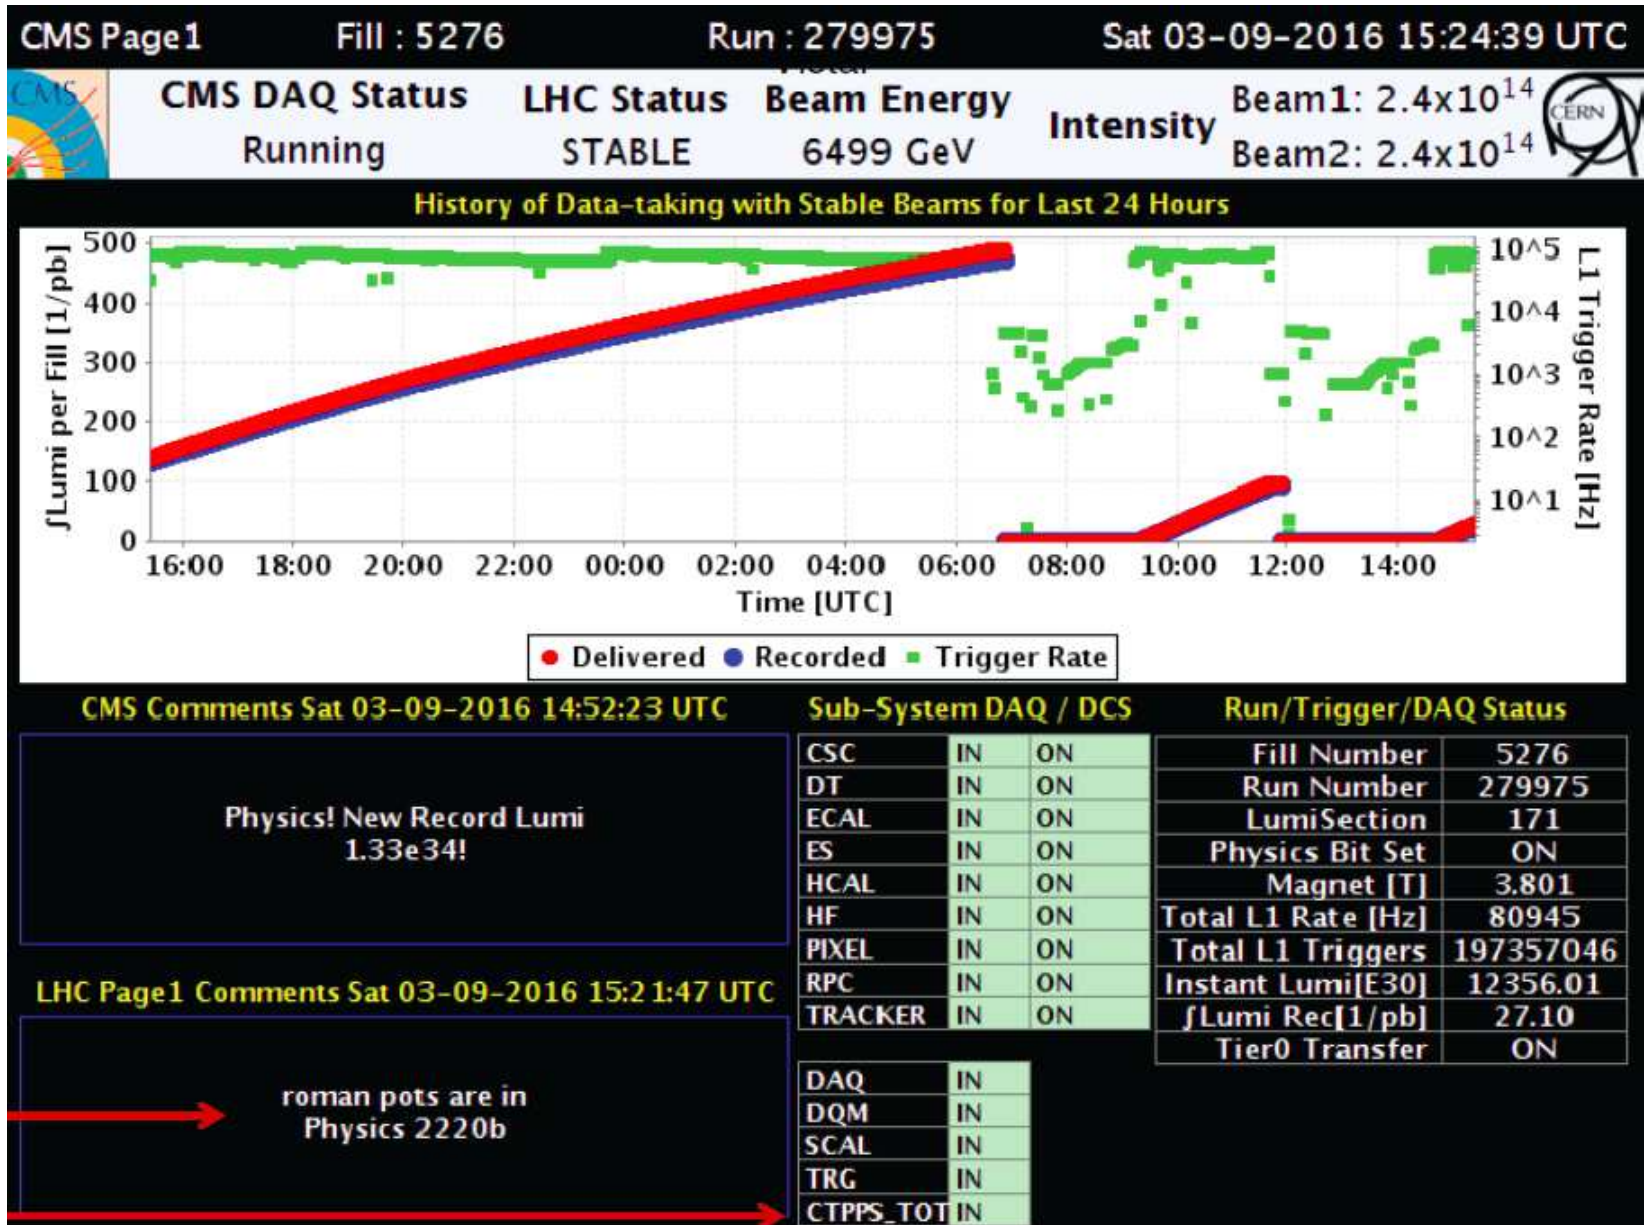 CMS Page1 Fill : 5276 Run : 279975 Sat 03-09-2016 15:24:39 UTC
CMS
CMS DAQ Status
Running
LHC Status
STABLE
Beam Energy
6499 GeV
Intensity
Beam1: 2.4x10^14
Beam2: 2.4x10^14
CERN
History of Data-taking with Stable Beams for Last 24 Hours
∫Lumi per Fill [1/pb]
500
400
300
200
100
0
10^5
10^4
10^3
10^2
10^1
L1 Trigger Rate [Hz]
16:00 18:00 20:00 22:00 00:00 02:00 04:00 06:00 08:00 10:00 12:00 14:00
Time [UTC]
Delivered Recorded Trigger Rate
CMS Comments Sat 03-09-2016 14:52:23 UTC
Physics! New Record Lumi
1.33e34!
LHC Page1 Comments Sat 03-09-2016 15:21:47 UTC
roman pots are in
Physics 2220b
Sub-System DAQ / DCS
CSC IN ON
DT IN ON
ECAL IN ON
ES IN ON
HCAL IN ON
HF IN ON
PIXEL IN ON
RPC IN ON
TRACKER IN ON
DAQ IN
DQM IN
SCAL IN
TRG IN
CTPPS_TOT IN
Run/Trigger/DAQ Status
Fill Number 5276
Run Number 279975
LumiSection 171
Physics Bit Set ON
Magnet [T] 3.801
Total L1 Rate [Hz] 80945
Total L1 Triggers 197357046
Instant Lumi[E30] 12356.01
∫Lumi Rec[1/pb] 27.10
Tier0 Transfer ON